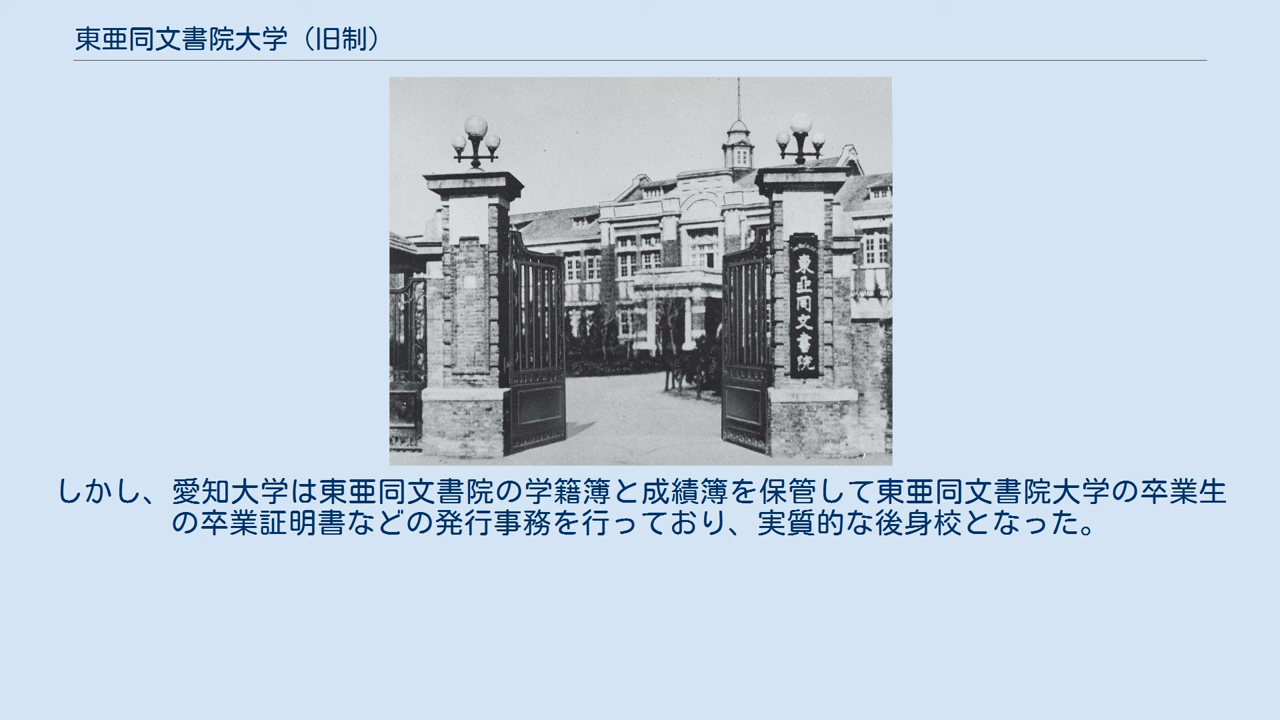 東亜同文書院大学（旧制）
東亜同文書院
しかし、愛知大学は東亜同文書院の学籍簿と成績簿を保管して東亜同文書院大学の卒業生
の卒業証明書などの発行事務を行っており、実質的な後身校となった。